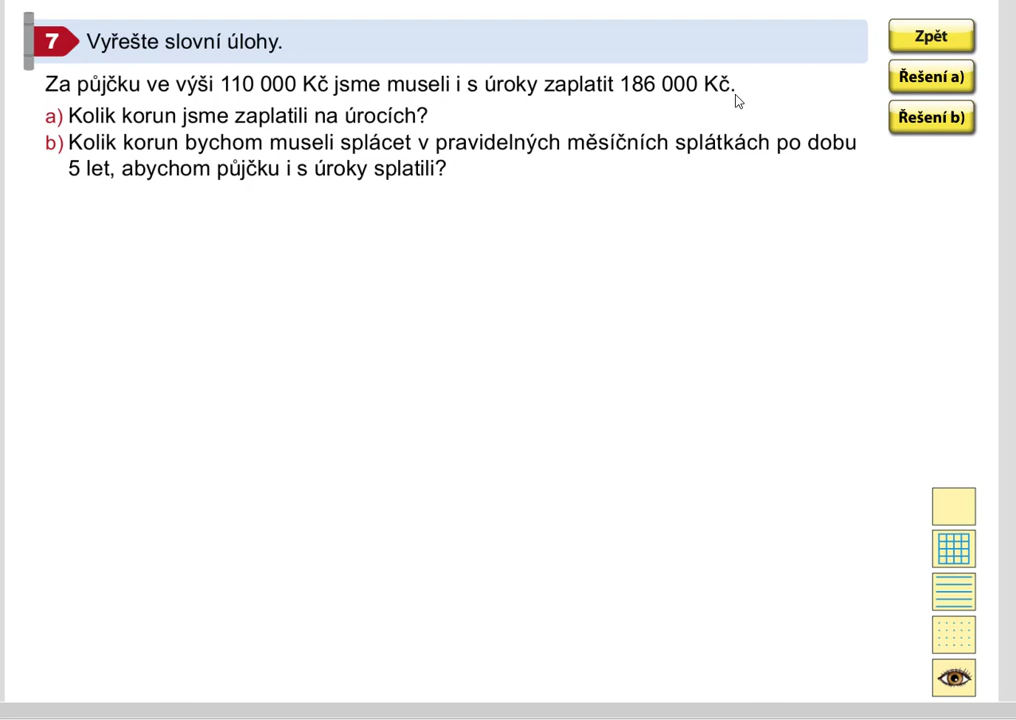 7 Vyřešte slovní úlohy.
Zpět
Za půjčku ve výši 110 000 Kč jsme museli i s úroky zaplatit 186 000 Kč.
Řešení a)
a) Kolik korun jsme zaplatili na úrocích?
Řešení b)
b) Kolik korun bychom museli splácet v pravidelných měsíčních splátkách po dobu
5 let, abychom půjčku i s úroky splatili?